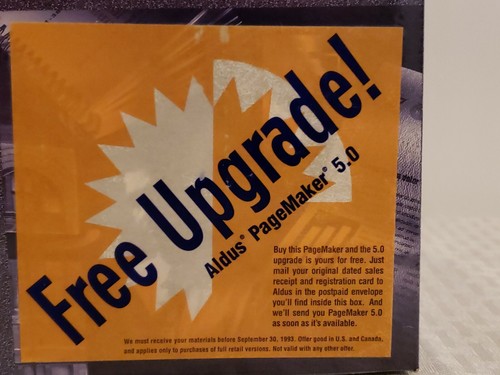 Free Upgrade!
Aldus® PageMaker® 5.0
Buy this PageMaker and the 5.0
upgrade is yours for free. Just
mail your original dated sales
receipt and registration card to
Aldus in the postpaid envelope
you'll find inside this box. And
we'll send you PageMaker 5.0
as soon as it's available.
We must receive your materials before September 30, 1993. Offer good in U.S. and Canada,
and applies only to purchases of full retail versions. Not valid with any other offer.